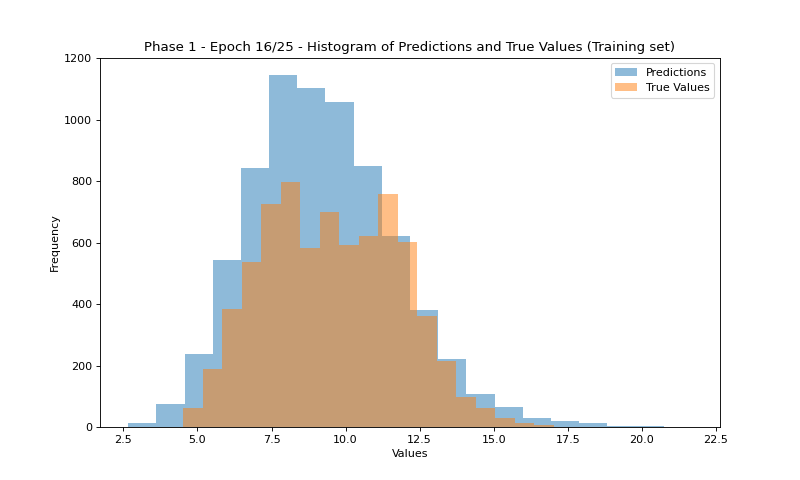 Phase 1 - Epoch 16/25 - Histogram of Predictions and True Values (Training set)
Predictions
True Values
1200
1000
800
600
400
200
0
Frequency
2.5 5.0 7.5 10.0 12.5 15.0 17.5 20.0 22.5
Values